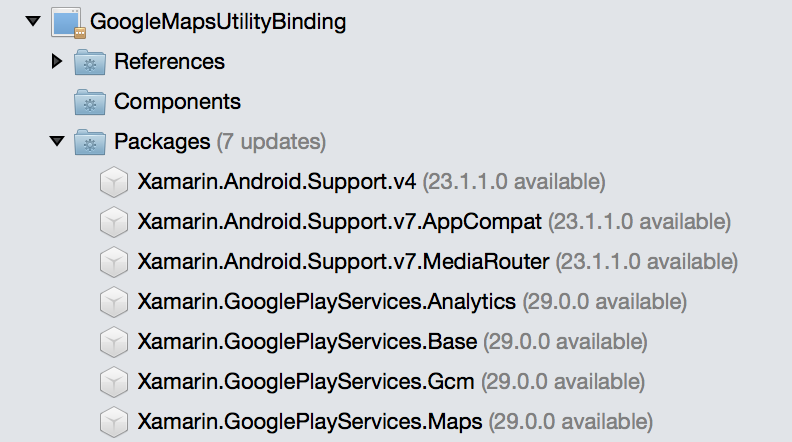 GoogleMapsUtilityBinding
References
Components
Packages (7 updates)
Xamarin.Android.Support.v4 (23.1.1.0 available)
Xamarin.Android.Support.v7.AppCompat (23.1.1.0 available)
Xamarin.Android.Support.v7.MediaRouter (23.1.1.0 available)
Xamarin.GooglePlayServices.Analytics (29.0.0 available)
Xamarin.GooglePlayServices.Base (29.0.0 available)
Xamarin.GooglePlayServices.Gcm (29.0.0 available)
Xamarin.GooglePlayServices.Maps (29.0.0 available)